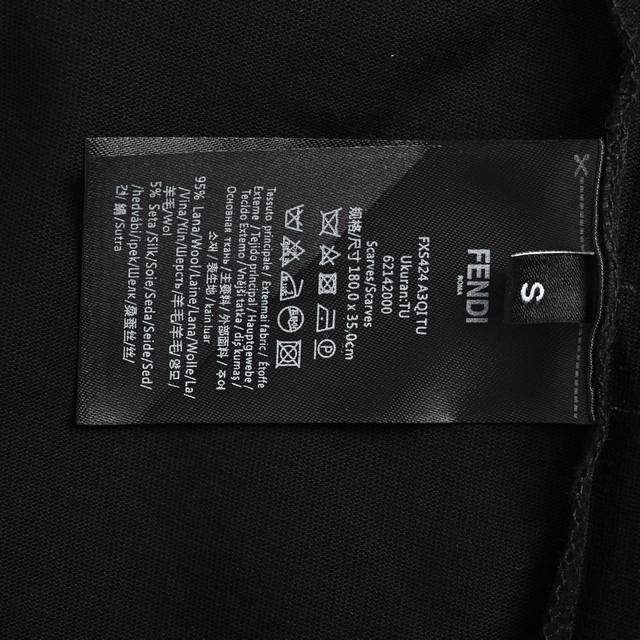 FENDI
ROMA
S
FXS424 A3QI TU
Ukuran:TU
62142000
Scarves/Scarves
规格/尺寸 180,0 x 35,0cm
Tessuto principale / External fabric / Etoffe
Externe / Tejido principal / Hauptgewebe /
Tecido Externo / Vnější látka / dış kumaş /
Основная ткань / 主要料 / 外部面料 / 주어
소재 / 表生地 / kain luar
95% Lana/Wool/Laine/Lana/Wolle/La/
/Vlna/Yün/Шерсть/羊毛/羊毛/양모/
羊毛/Wol
5% Seta/Silk/Soie/Seda/Seide/Sed/
/hedvábí/ipek/Шелк/桑蚕丝/丝/
견/絹/Sutra